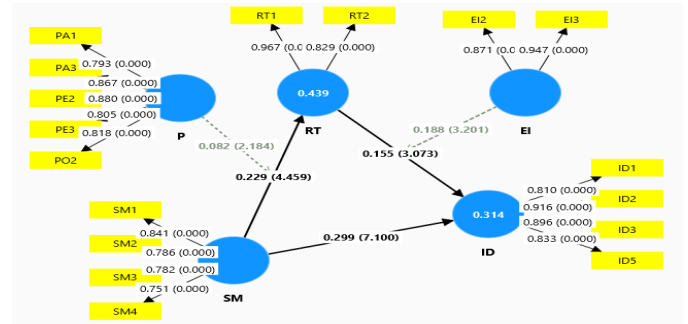 RT1
RT2
EI2
EI3
PA1
0.793 (0.000)
0.967 (0.0
0.829 (0.000)
0.871 (0.0
0.947 (0.000)
PA3
0.867 (0.000)
PE2
0.880 (0.000)
0.805 (0.000)
PE3
0.818 (0.000)
PO2
P
0.439
RT
EI
0.082 (2.184)
0.188 (3.201)
0.155 (3.073)
0.229 (4.459)
ID1
0.810 (0.000)
ID2
0.916 (0.000)
0.314
ID3
0.896 (0.000)
0.833 (0.000)
ID5
ID
SM1
0.841 (0.000)
SM2
0.786 (0.000)
0.782 (0.000)
SM3
0.751 (0.000)
SM4
SM
0.299 (7.100)